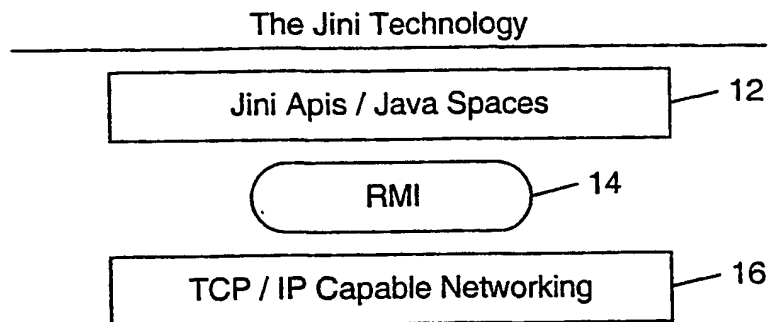 The Jini Technology
Jini Apis / Java Spaces
12
RMI
14
TCP / IP Capable Networking
16